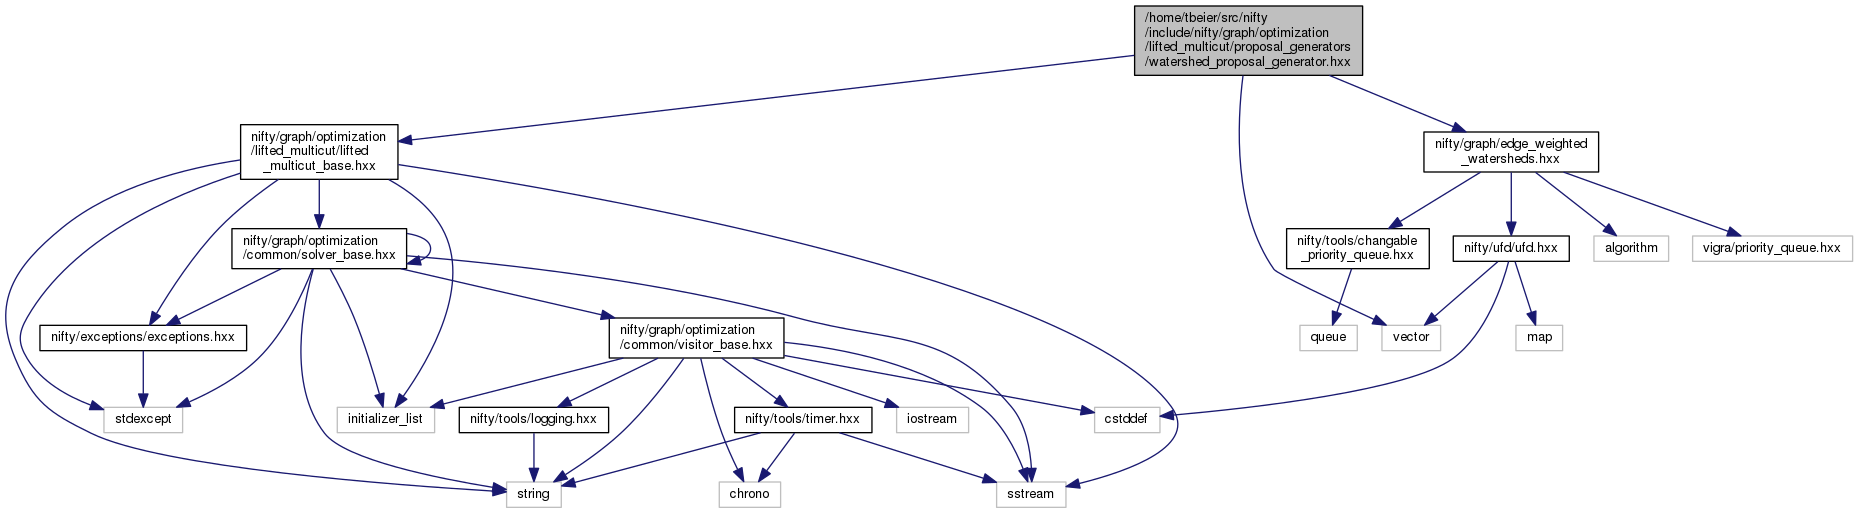 /home/tbeier/src/nifty
/include/nifty/graph/optimization
/lifted_multicut/proposal_generators
/watershed_proposal_generator.hxx
nifty/graph/optimization
/lifted_multicut/lifted
_multicut_base.hxx
nifty/graph/edge_weighted
_watersheds.hxx
nifty/graph/optimization
/common/solver_base.hxx
nifty/tools/changable
_priority_queue.hxx
nifty/ufd/ufd.hxx
algorithm
vigra/priority_queue.hxx
nifty/exceptions/exceptions.hxx
nifty/graph/optimization
/common/visitor_base.hxx
queue
vector
map
stdexcept
initializer_list
nifty/tools/logging.hxx
nifty/tools/timer.hxx
iostream
cstddef
string
chrono
sstream